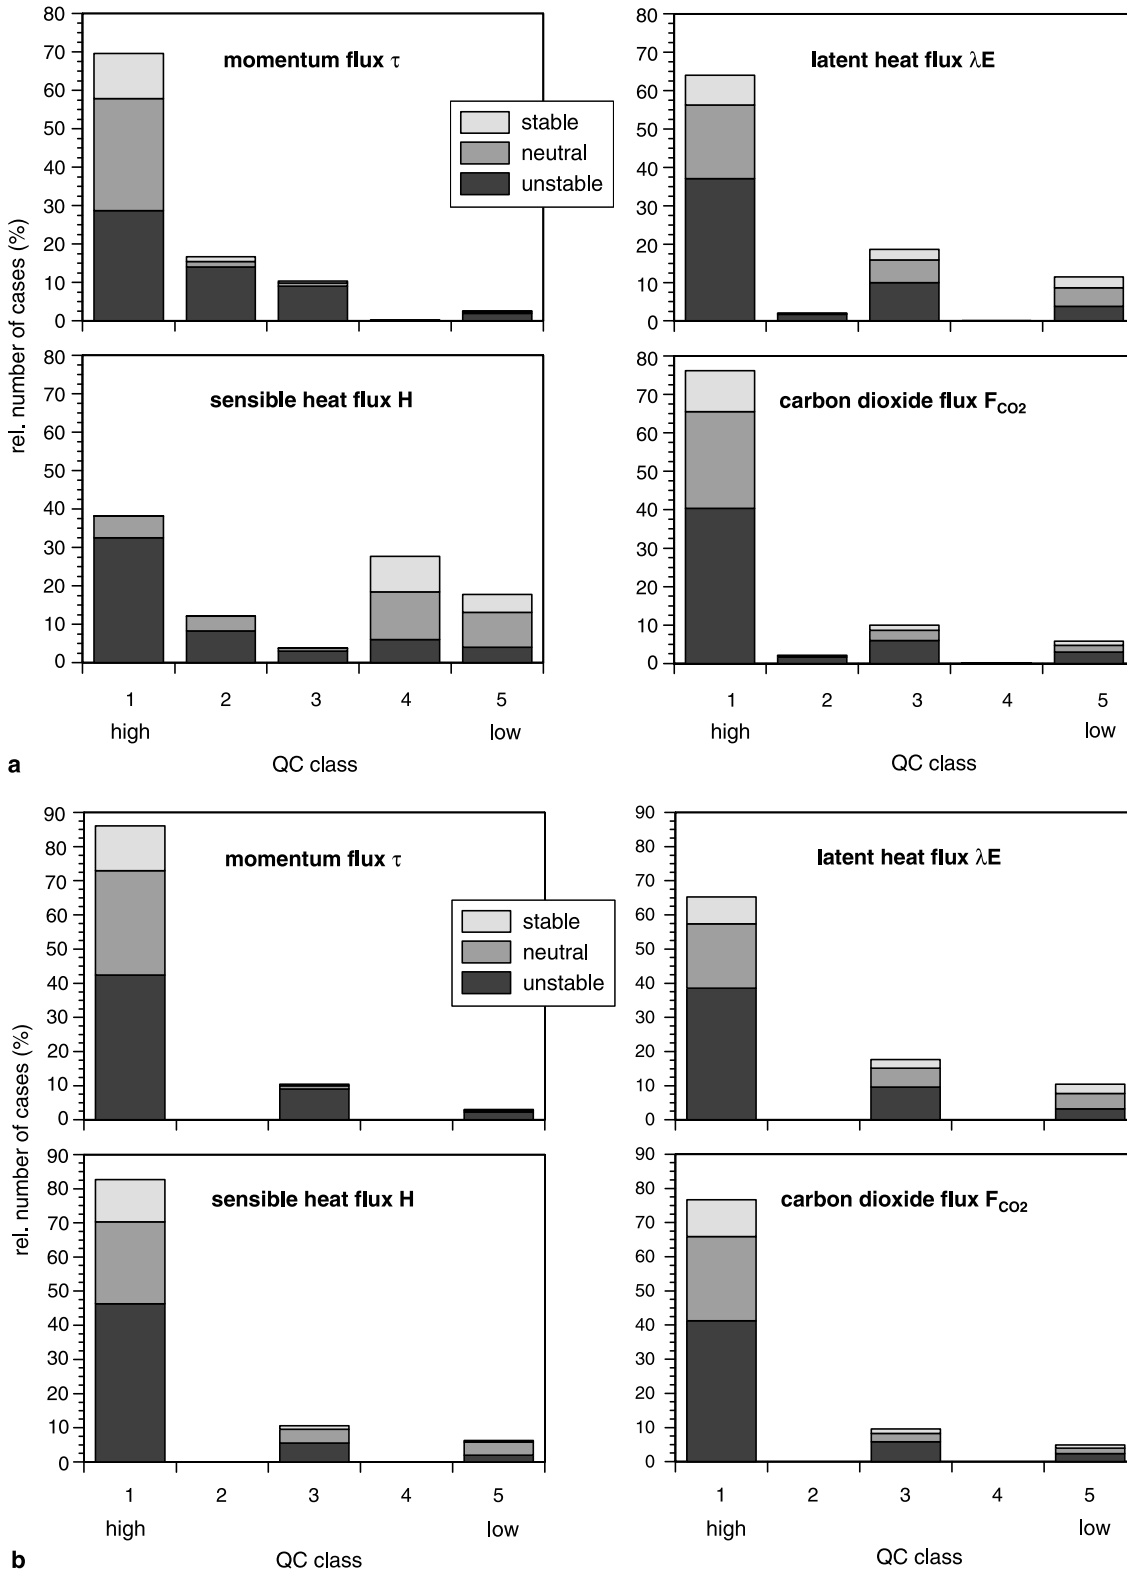 momentum flux τ
80
70
60
50
40
30
20
10
0
stable
neutral
unstable
latent heat flux λE
80
70
60
50
40
30
20
10
0
rel. number of cases (%)
sensible heat flux H
80
70
60
50
40
30
20
10
0
1 2 3 4 5
high low
QC class
carbon dioxide flux FCO2
80
70
60
50
40
30
20
10
0
1 2 3 4 5
high low
QC class
a
momentum flux τ
90
80
70
60
50
40
30
20
10
0
stable
neutral
unstable
latent heat flux λE
90
80
70
60
50
40
30
20
10
0
rel. number of cases (%)
sensible heat flux H
90
80
70
60
50
40
30
20
10
0
1 2 3 4 5
high low
QC class
carbon dioxide flux FCO2
90
80
70
60
50
40
30
20
10
0
1 2 3 4 5
high low
QC class
b